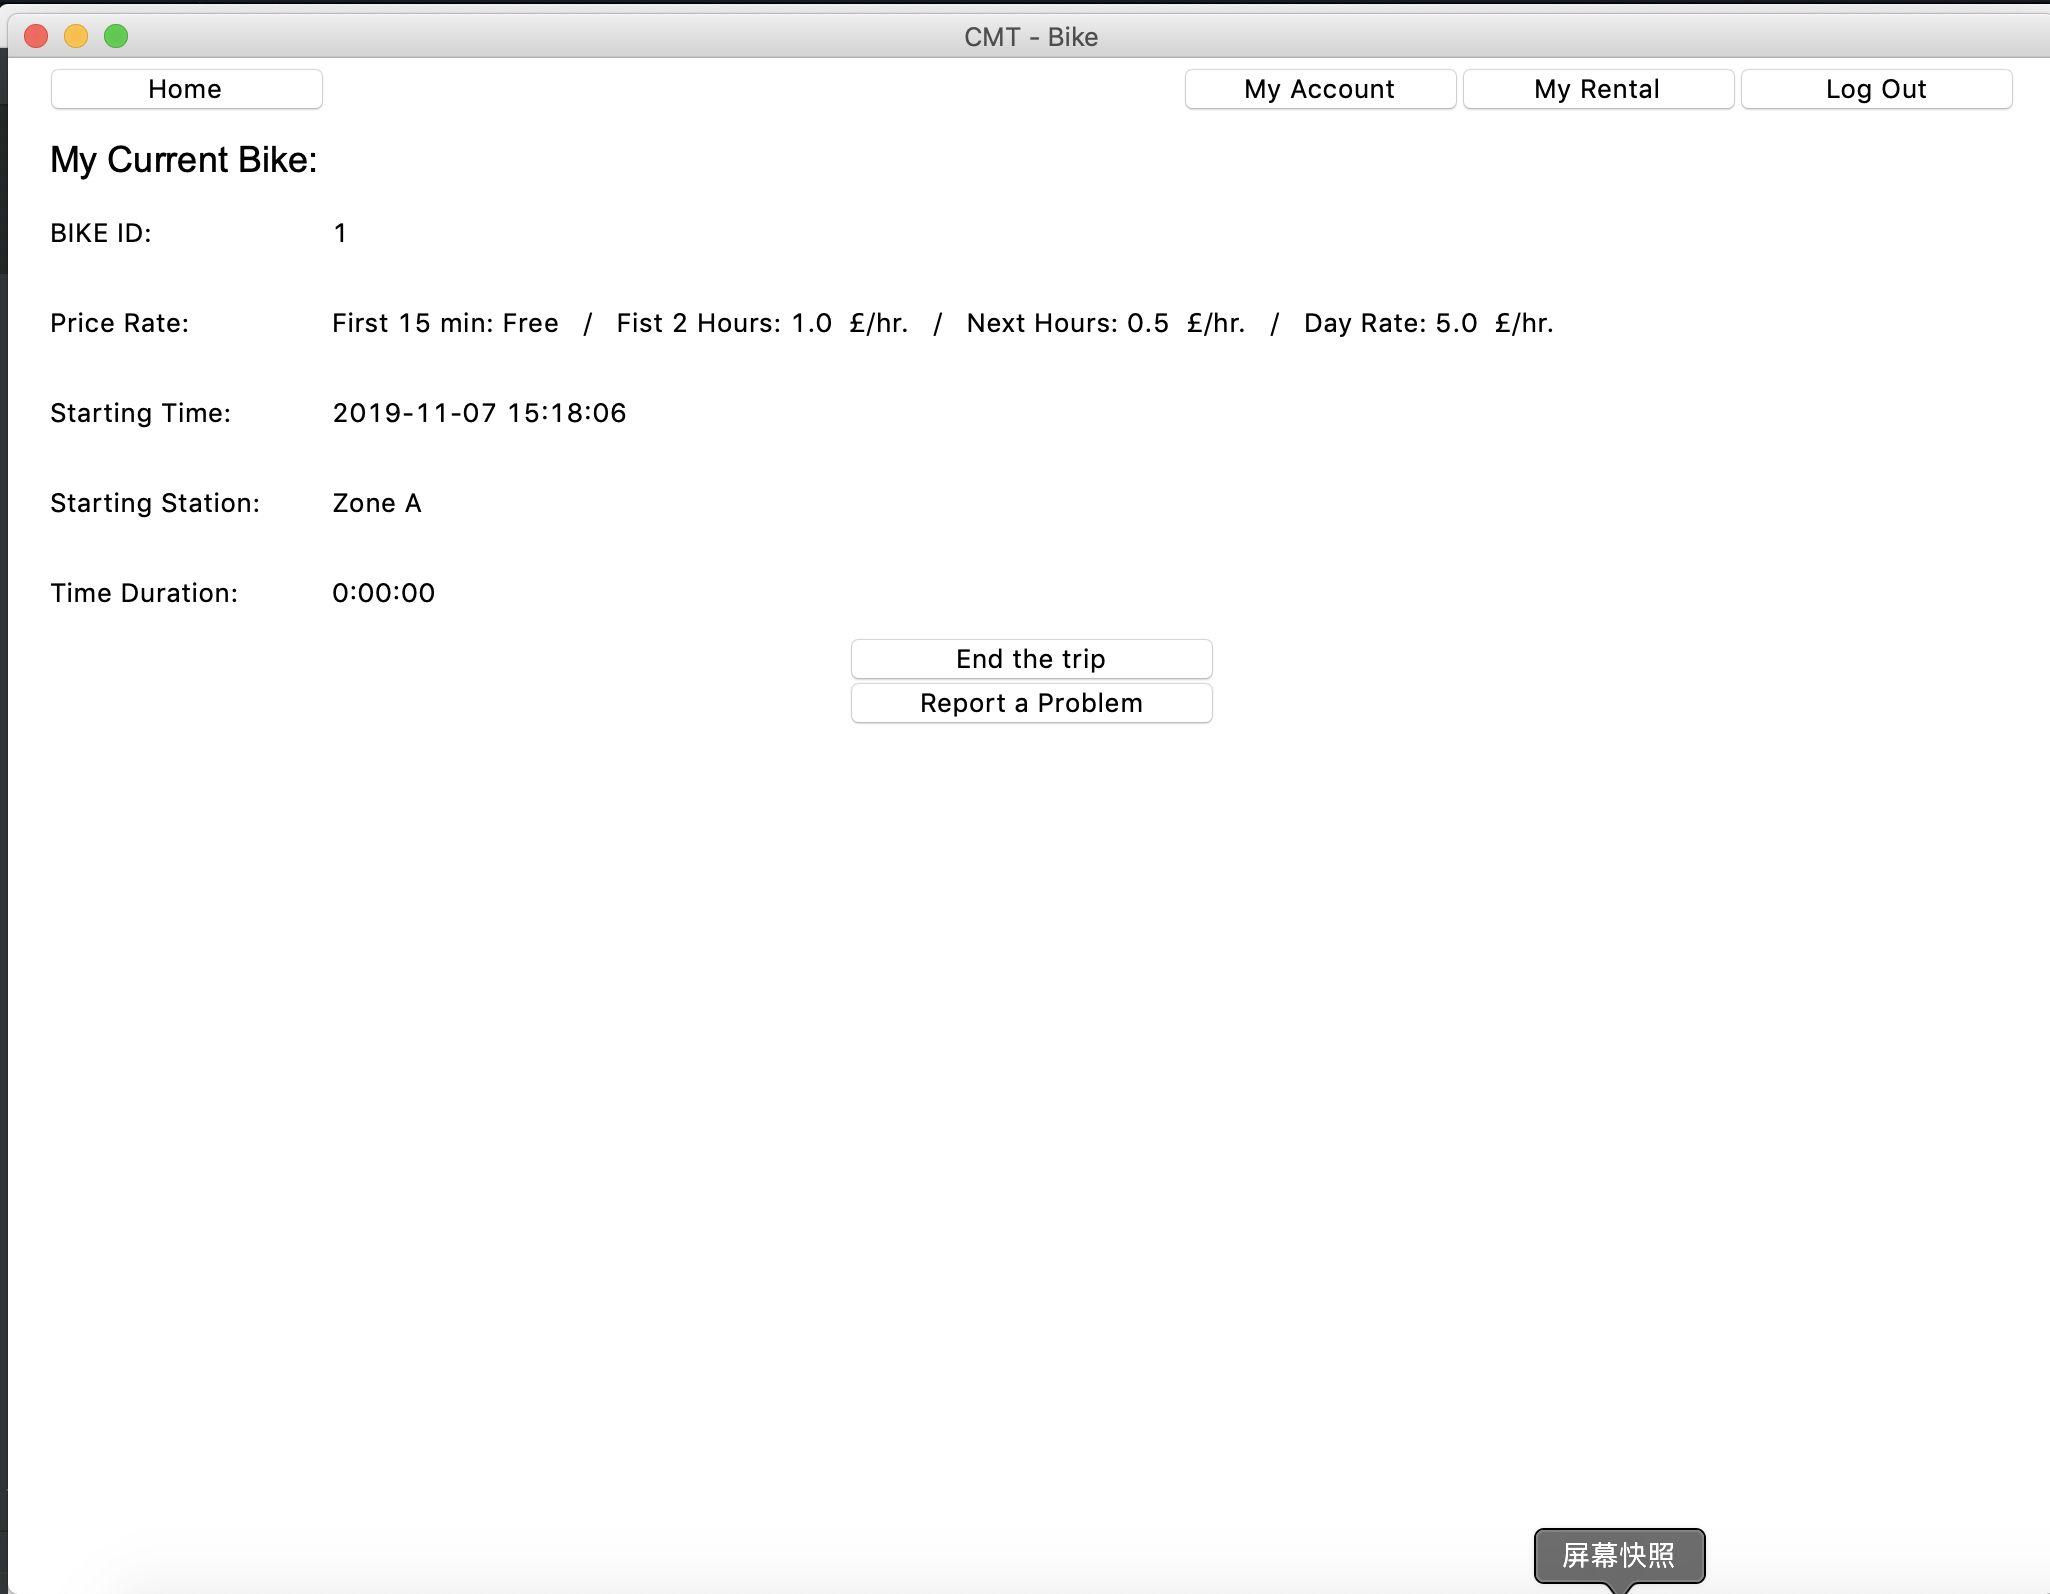 CMT - Bike
Home My Account My Rental Log Out
My Current Bike:
BIKE ID: 1
Price Rate: First 15 min: Free / Fist 2 Hours: 1.0 £/hr. / Next Hours: 0.5 £/hr. / Day Rate: 5.0 £/hr.
Starting Time: 2019-11-07 15:18:06
Starting Station: Zone A
Time Duration: 0:00:00
End the trip
Report a Problem
屏幕快照